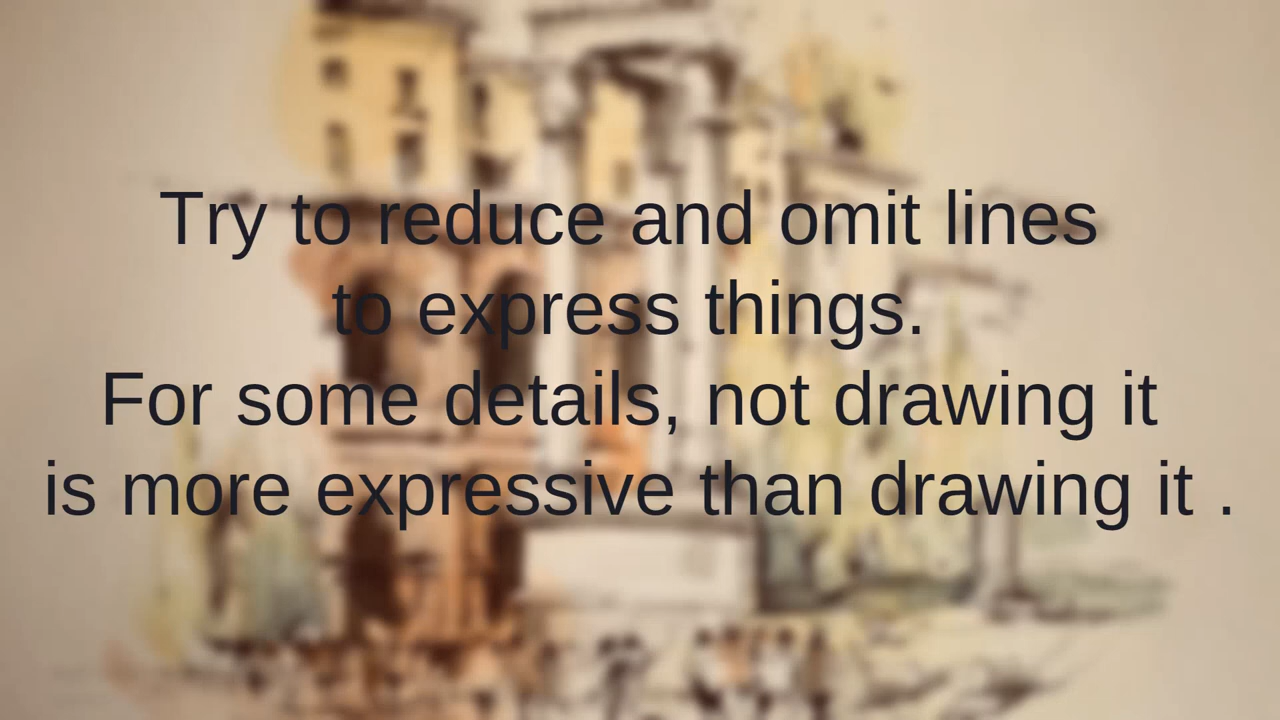 Try to reduce and omit lines
to express things.
For some details, not drawing it
is more expressive than drawing it .